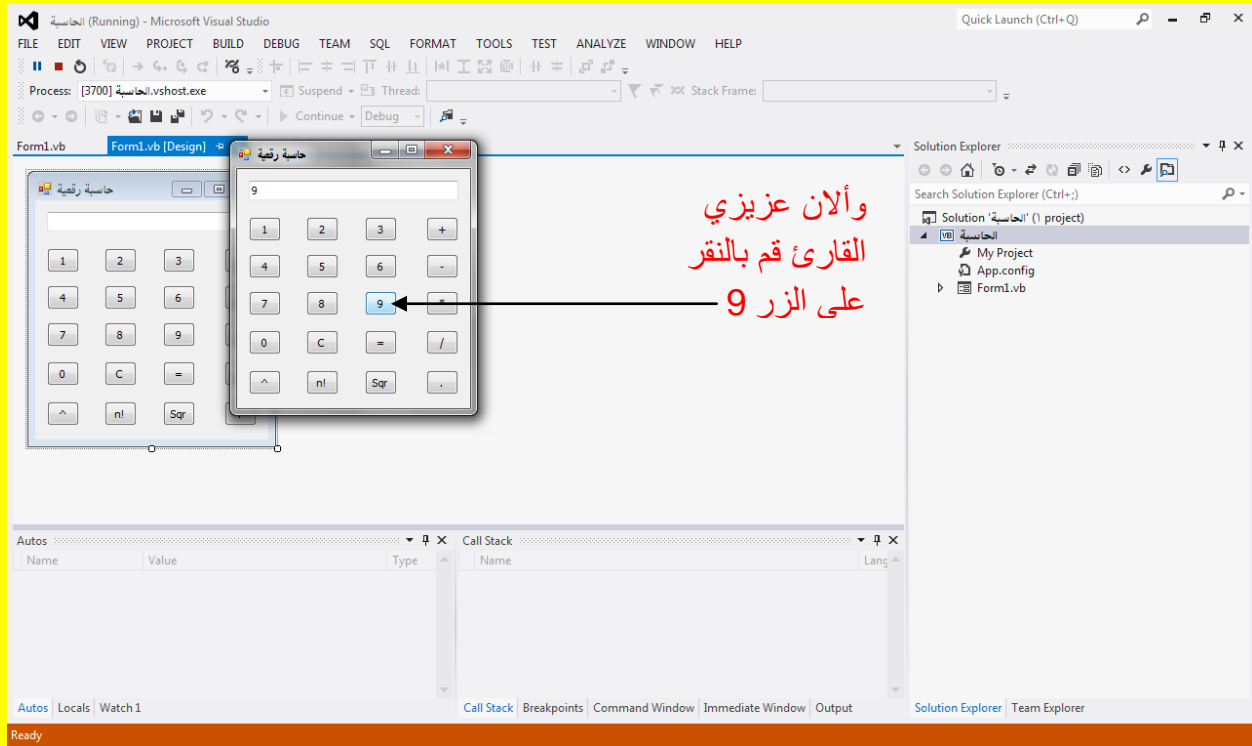 الحاسبة (Running) - Microsoft Visual Studio
Quick Launch (Ctrl+Q)
FILE EDIT VIEW PROJECT BUILD DEBUG TEAM SQL FORMAT TOOLS TEST ANALYZE WINDOW HELP
Process: [3700] الحاسبة.vshost.exe Suspend Thread: Stack Frame:
Continue Debug
Form1.vb Form1.vb [Design]
حاسبة رقمية
1 2 3
4 5 6
7 8 9
0 C =
^ n! Sqr
حاسبة رقمية
9
1 2 3 +
4 5 6 -
7 8 9 *
0 C = /
^ n! Sqr .
وألان عزيزي
القارئ قم بالنقر
على الزر 9
Solution Explorer
Search Solution Explorer (Ctrl+;)
Solution 'الحاسبة' (١ project)
الحاسبة
My Project
App.config
Form1.vb
Autos
Name Value Type
Call Stack
Name Lang
Autos Locals Watch 1
Call Stack Breakpoints Command Window Immediate Window Output
Solution Explorer Team Explorer
Ready